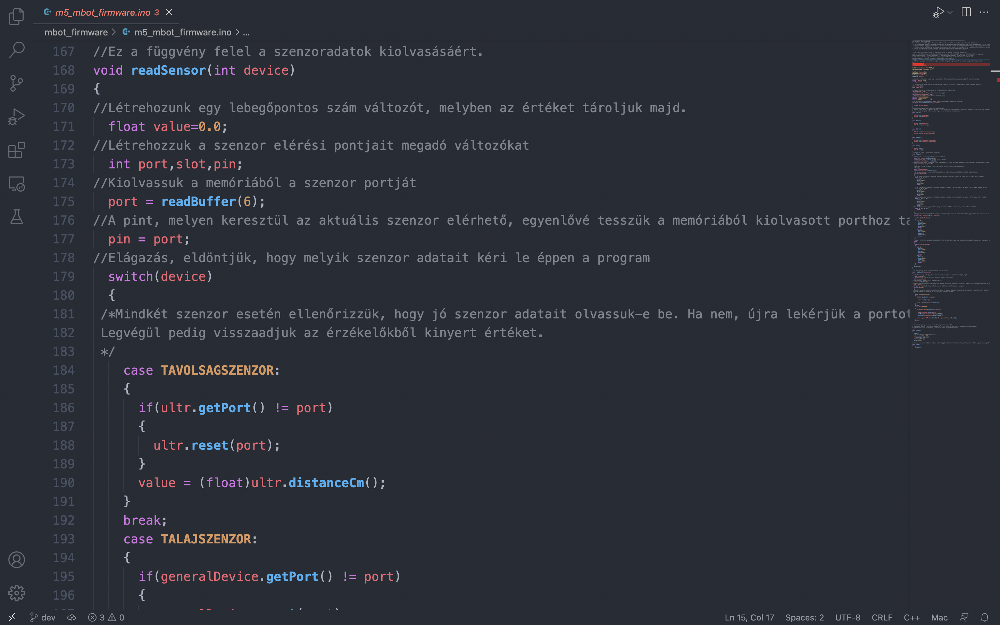 m5_mbot_firmware.ino 3
mbot_firmware > m5_mbot_firmware.ino > ...
167 //Ez a függvény felel a szenzoradatok kiolvasásáért.
168 void readSensor(int device)
169 {
170 //Létrehozunk egy lebegőpontos szám változót, melyben az értéket tároljuk majd.
171 float value=0.0;
172 //Létrehozzuk a szenzor elérési pontjait megadó változókat
173 int port,slot,pin;
174 //Kiolvassuk a memóriából a szenzor portját
175 port = readBuffer(6);
176 //A pint, melyen keresztül az aktuális szenzor elérhető, egyenlővé tesszük a memóriából kiolvasott porthoz ta
177 pin = port;
178 //Elágazás, eldöntjük, hogy melyik szenzor adatait kéri le éppen a program
179 switch(device)
180 {
181 /*Mindkét szenzor esetén ellenőrizzük, hogy jó szenzor adatait olvassuk-e be. Ha nem, újra lekérjük a portot
182 Legvégül pedig visszaadjuk az érzékelőkből kinyert értéket.
183 */
184 case TAVOLSAGSZENZOR:
185 {
186 if(ultr.getPort() != port)
187 {
188 ultr.reset(port);
189 }
190 value = (float)ultr.distanceCm();
191 }
192 break;
193 case TALAJSZENZOR:
194 {
195 if(generalDevice.getPort() != port)
196 {
dev 3 0 Ln 15, Col 17 Spaces: 2 UTF-8 CRLF C++ Mac